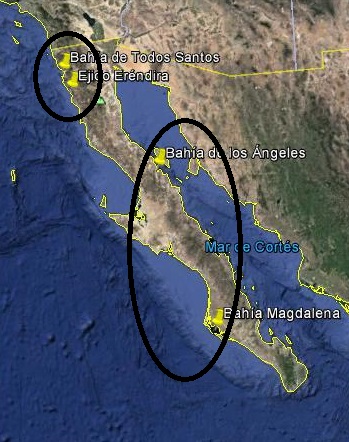 Bahía de Todos Santos
Ejido Eréndira
Bahía de los Ángeles
Mar de Cortés
Bahía Magdalena